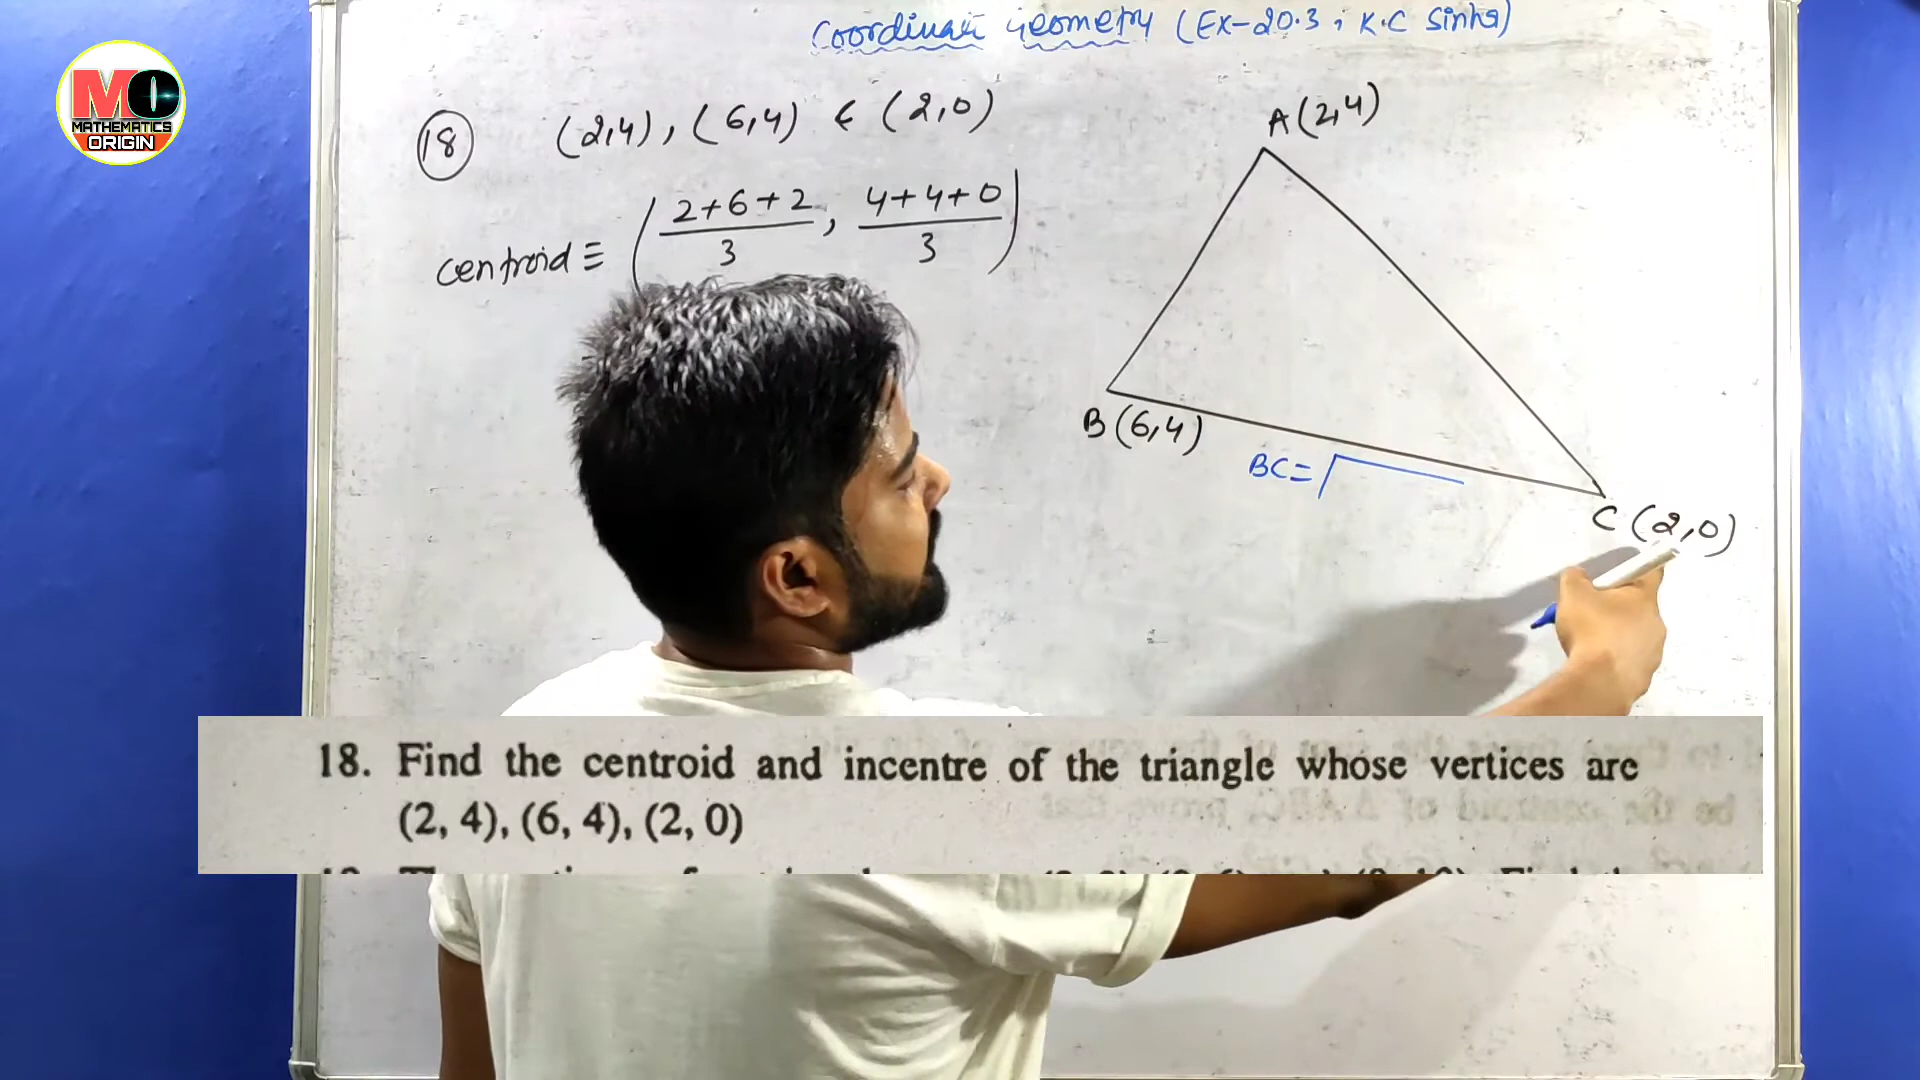 Coordinate Geometry (Ex-20.3, K.C Sinha)
MO
MATHEMATICS
ORIGIN
18 (2,4), (6,4) & (2,0)
A(2,4)
centroid ≡ (2+6+2/3, 4+4+0/3)
B(6,4)
BC=√
C(2,0)
18. Find the centroid and incentre of the triangle whose vertices are
(2, 4), (6, 4), (2, 0)